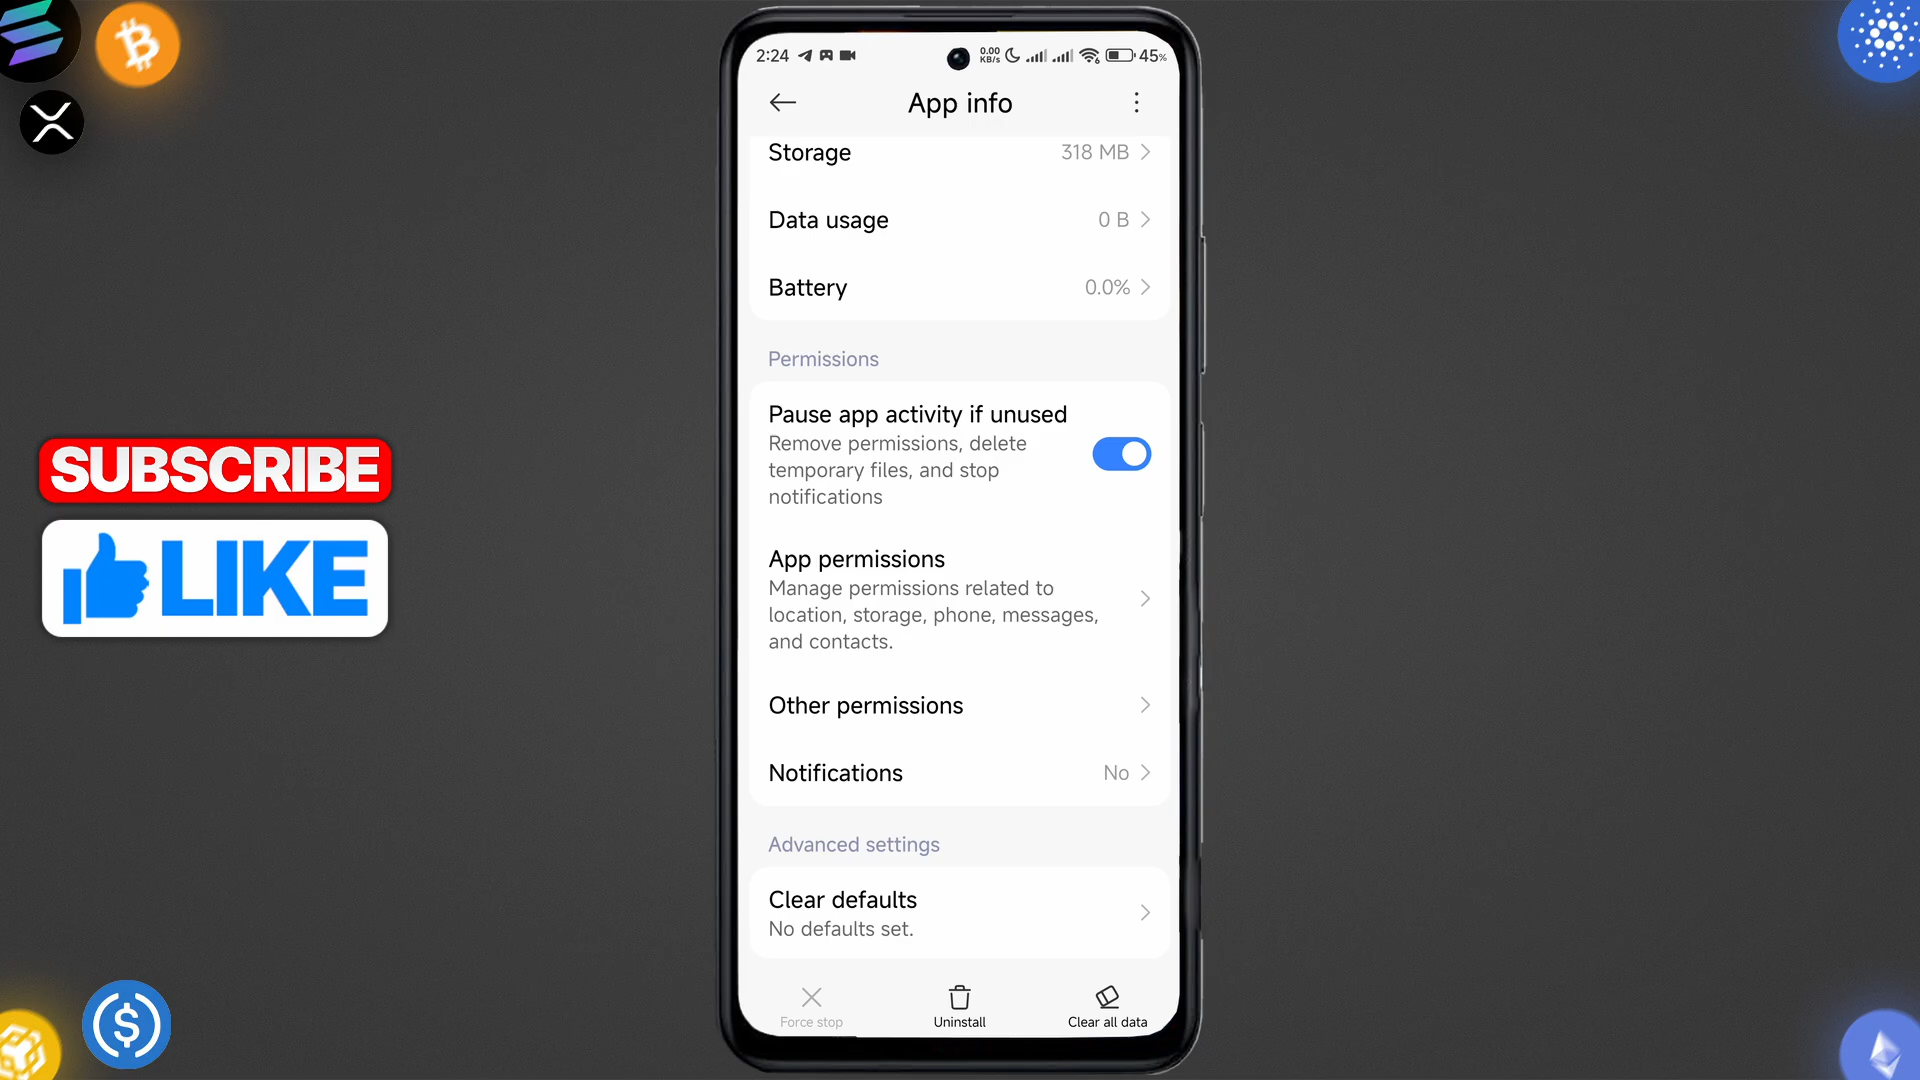 2:24 0.00 KB/s 45%
App info
Storage 318 MB
Data usage 0 B
Battery 0.0%
Permissions
Pause app activity if unused
Remove permissions, delete
temporary files, and stop
notifications
App permissions
Manage permissions related to
location, storage, phone, messages,
and contacts.
Other permissions
Notifications No
Advanced settings
Clear defaults
No defaults set.
Force stop Uninstall Clear all data
SUBSCRIBE
LIKE